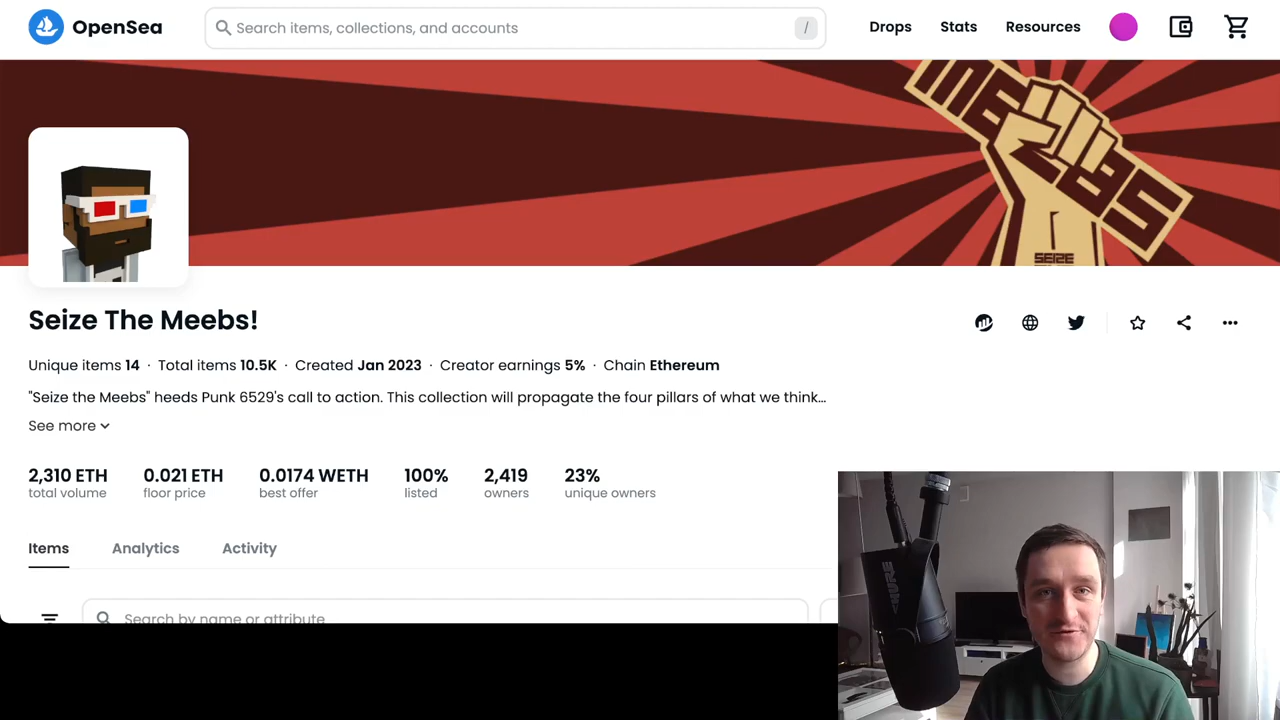 OpenSea
Search items, collections, and accounts
/
Drops
Stats
Resources
MEEBS
SEIZE
Seize The Meebs!
Unique items 14 · Total items 10.5K · Created Jan 2023 · Creator earnings 5% · Chain Ethereum
"Seize the Meebs" heeds Punk 6529's call to action. This collection will propagate the four pillars of what we think...
See more
2,310 ETH
total volume
0.021 ETH
floor price
0.0174 WETH
best offer
100%
listed
2,419
owners
23%
unique owners
Items
Analytics
Activity
Search by name or attribute
SHURE